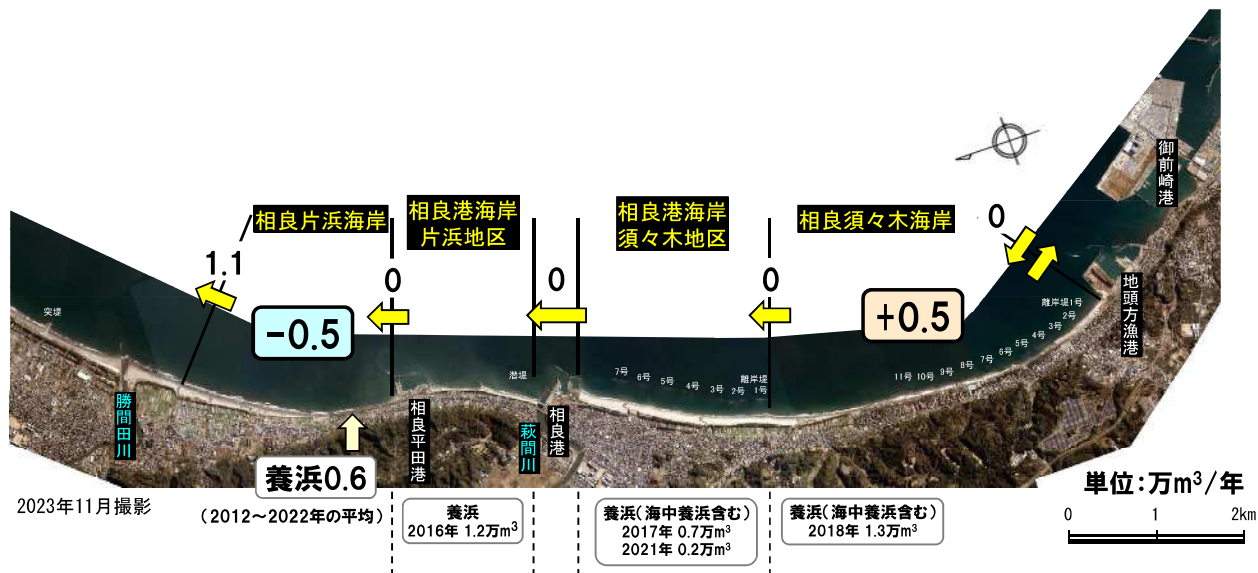 相良片浜海岸
相良港海岸
片浜地区
相良港海岸
須々木地区
相良須々木海岸
御前崎港
地頭方漁港
1.1
0
0
0
0
-0.5
+0.5
突堤
潜堤
7号
6号
5号
4号
3号
2号
離岸堤
1号
11号
10号
9号
8号
7号
6号
5号
4号
3号
2号
離岸堤1号
勝間田川
相良平田港
萩間川
相良港
養浜0.6
(2012~2022年の平均)
2023年11月撮影
養浜
2016年 1.2万m³
養浜(海中養浜含む)
2017年 0.7万m³
2021年 0.2万m³
養浜(海中養浜含む)
2018年 1.3万m³
単位:万m³/年
0 1 2km